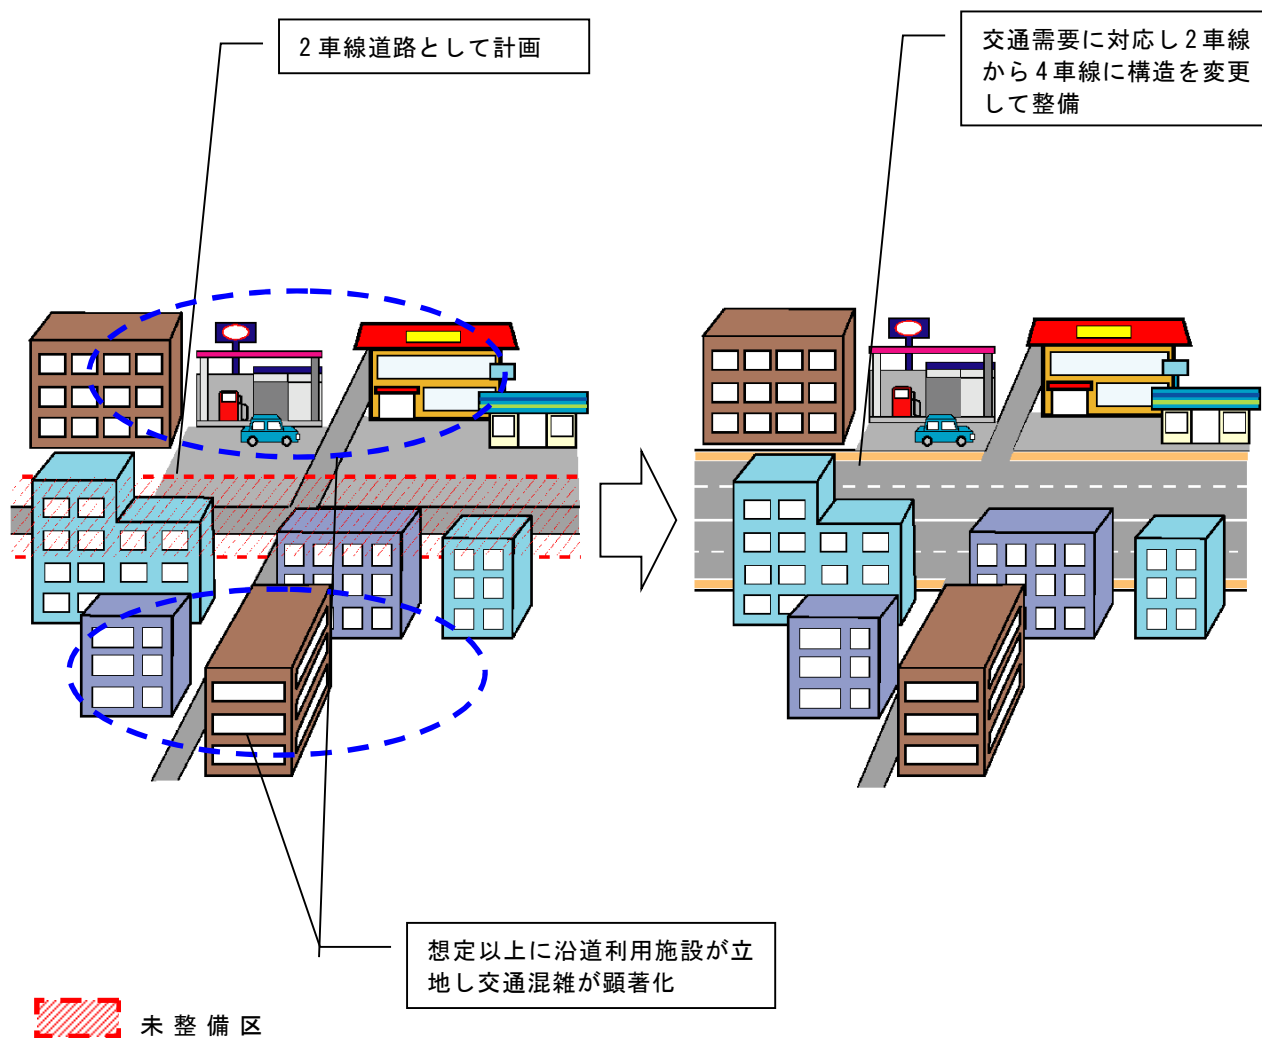 2車線道路として計画
交通需要に対応し2車線
から4車線に構造を変更
して整備
想定以上に沿道利用施設が立
地し交通混雑が顕著化
未整備区